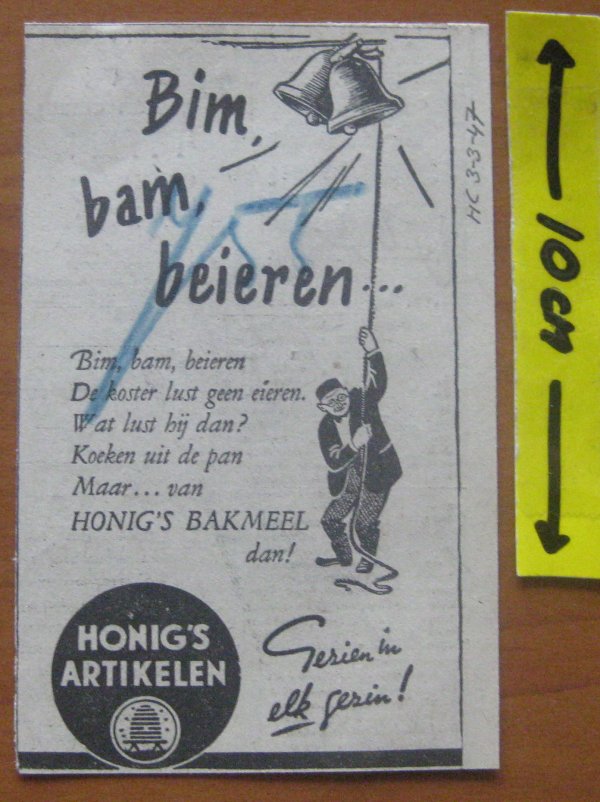 Bim,
bam,
beieren...
Bim, bam, beieren
De koster lust geen eieren.
Wat lust hij dan?
Koeken uit de pan
Maar... van
HONIG'S BAKMEEL
dan!
HONIG'S
ARTIKELEN
Gezien in
elk gezin!
HC 3-3-47
10 cm